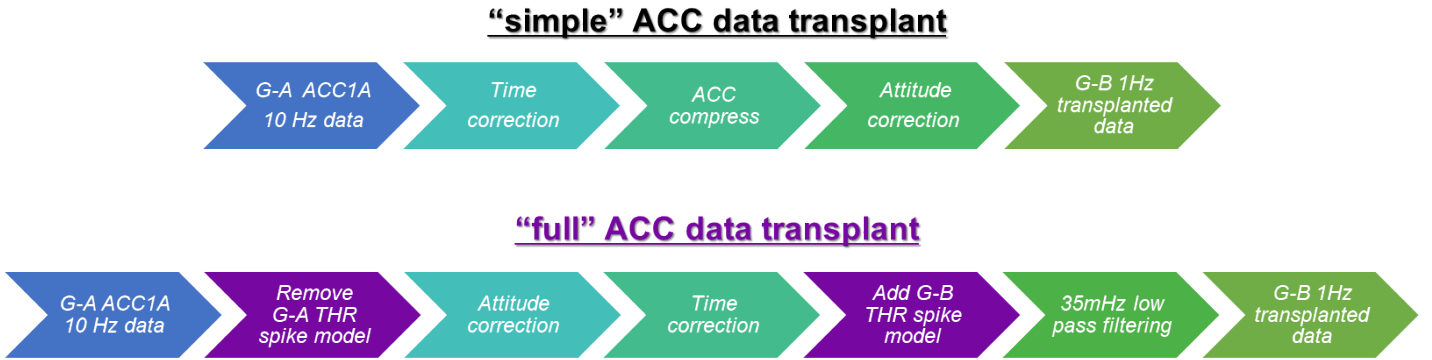 “simple” ACC data transplant
G-A ACC1A
10 Hz data
Time
correction
ACC
compress
Attitude
correction
G-B 1Hz
transplanted
data
“full” ACC data transplant
G-A ACC1A
10 Hz data
Remove
G-A THR
spike model
Attitude
correction
Time
correction
Add G-B
THR spike
model
35mHz low
pass filtering
G-B 1Hz
transplanted
data